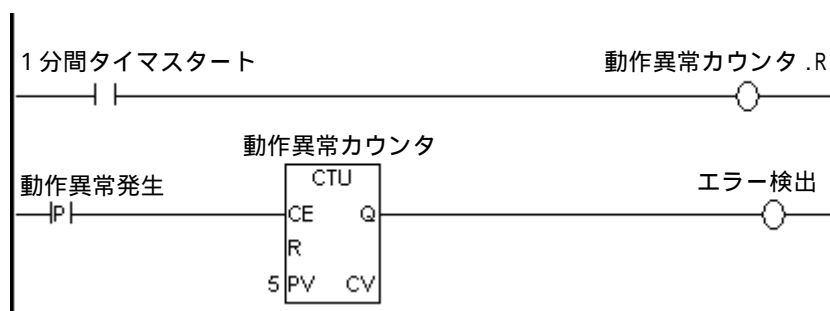 1分間タイマスタート
動作異常カウンタ.R
動作異常カウンタ
CTU
動作異常発生
エラー検出
P
CE Q
R
5 PV CV